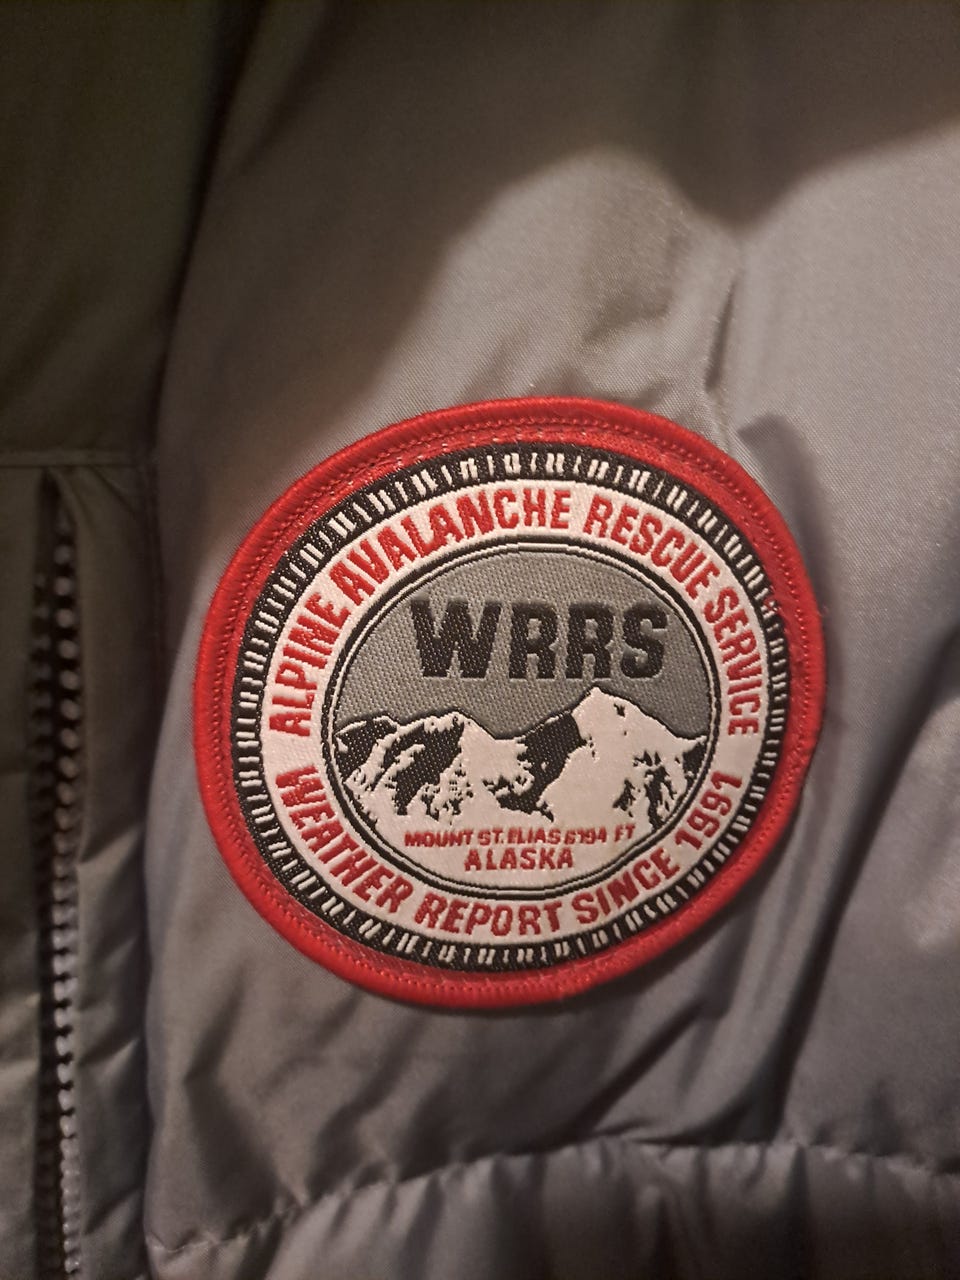 ALPINE AVALANCHE RESCUE SERVICE
WRRS
MOUNT ST. ELIAS 6194 FT
ALASKA
WEATHER REPORT SINCE 1991